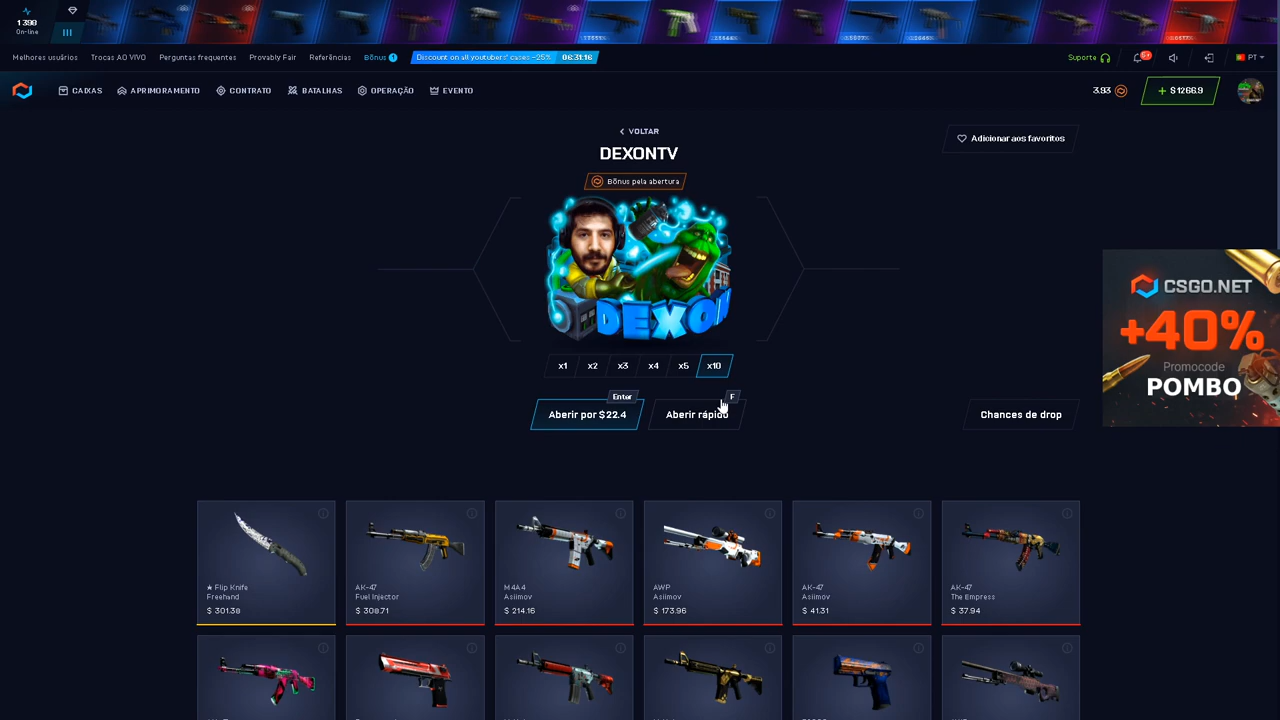 1 398
On-line
Melhores usuários
Trocas AO VIVO
Perguntas frequentes
Provably Fair
Referências
Bônus
Discount on all youtubers' cases -25%
06:31:16
Suporte
PT
CAIXAS
APRIMORAMENTO
CONTRATO
BATALHAS
OPERAÇÃO
EVENTO
3.93
+ $ 1266.9
VOLTAR
DEXONTV
Adicionar aos favoritos
Bônus pela abertura
DEXON
x1
x2
x3
x4
x5
x10
Enter
F
Aberir por $ 22.4
Aberir rápido
Chances de drop
CSGO.NET
+40%
Promocode
POMBO
★ Flip Knife
Freehand
$ 301.38
AK-47
Fuel Injector
$ 308.71
M4A4
Asiimov
$ 214.16
AWP
Asiimov
$ 173.96
AK-47
Asiimov
$ 41.31
AK-47
The Empress
$ 37.94